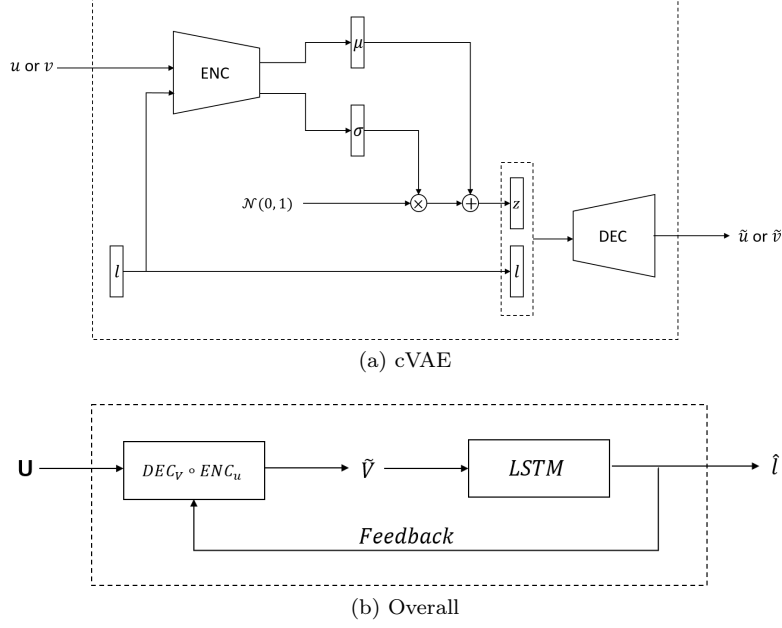 μ
u or v
ENC
σ
𝒩(0, 1)
×
+
z
DEC
ũ or ṽ
l
l
(a) cVAE
U
DEC_V ∘ ENC_u
Ṽ
LSTM
l̂
Feedback
(b) Overall